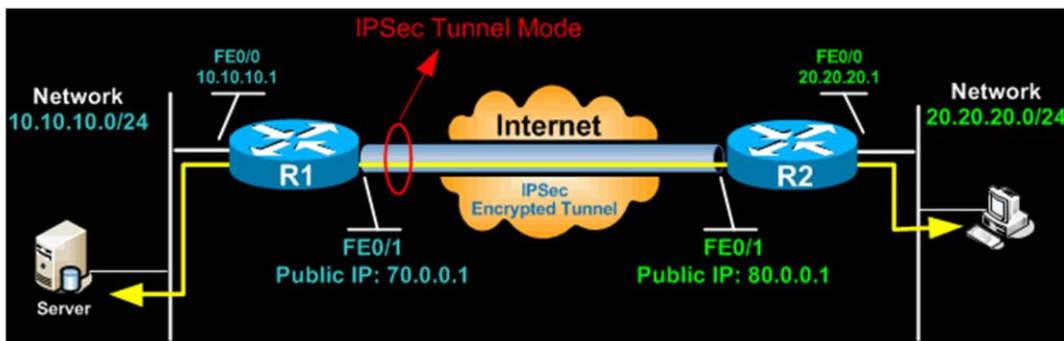 IPSec Tunnel Mode
FE0/0
10.10.10.1
FE0/0
20.20.20.1
Network
10.10.10.0/24
Internet
Network
20.20.20.0/24
R1
R2
IPSec
Encrypted Tunnel
FE0/1
Public IP: 70.0.0.1
FE0/1
Public IP: 80.0.0.1
Server